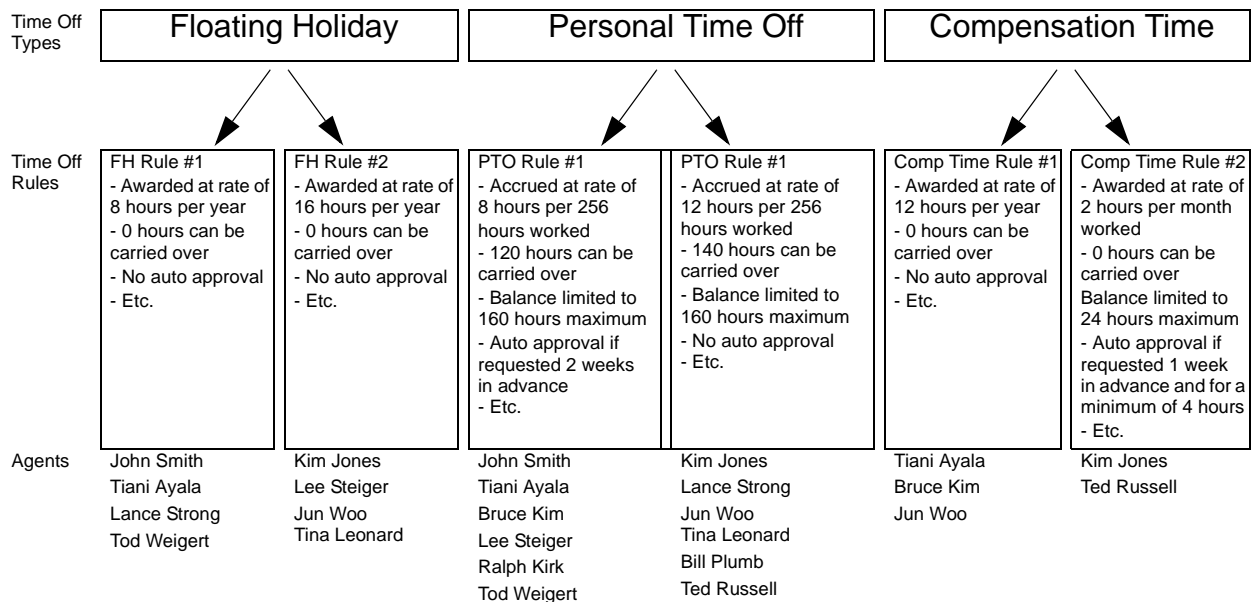 Time Off
Types
Floating Holiday
Personal Time Off
Compensation Time
Time Off
Rules
FH Rule #1
- Awarded at rate of
8 hours per year
- 0 hours can be
carried over
- No auto approval
- Etc.
FH Rule #2
- Awarded at rate of
16 hours per year
- 0 hours can be
carried over
- No auto approval
- Etc.
PTO Rule #1
- Accrued at rate of
8 hours per 256
hours worked
- 120 hours can be
carried over
- Balance limited to
160 hours maximum
- Auto approval if
requested 2 weeks
in advance
- Etc.
PTO Rule #1
- Accrued at rate of
12 hours per 256
hours worked
- 140 hours can be
carried over
- Balance limited to
160 hours maximum
- No auto approval
- Etc.
Comp Time Rule #1
- Awarded at rate of
12 hours per year
- 0 hours can be
carried over
- No auto approval
- Etc.
Comp Time Rule #2
- Awarded at rate of
2 hours per month
worked
- 0 hours can be
carried over
Balance limited to
24 hours maximum
- Auto approval if
requested 1 week
in advance and for a
minimum of 4 hours
- Etc.
Agents
John Smith
Tiani Ayala
Lance Strong
Tod Weigert
Kim Jones
Lee Steiger
Jun Woo
Tina Leonard
John Smith
Tiani Ayala
Bruce Kim
Lee Steiger
Ralph Kirk
Tod Weigert
Kim Jones
Lance Strong
Jun Woo
Tina Leonard
Bill Plumb
Ted Russell
Tiani Ayala
Bruce Kim
Jun Woo
Kim Jones
Ted Russell